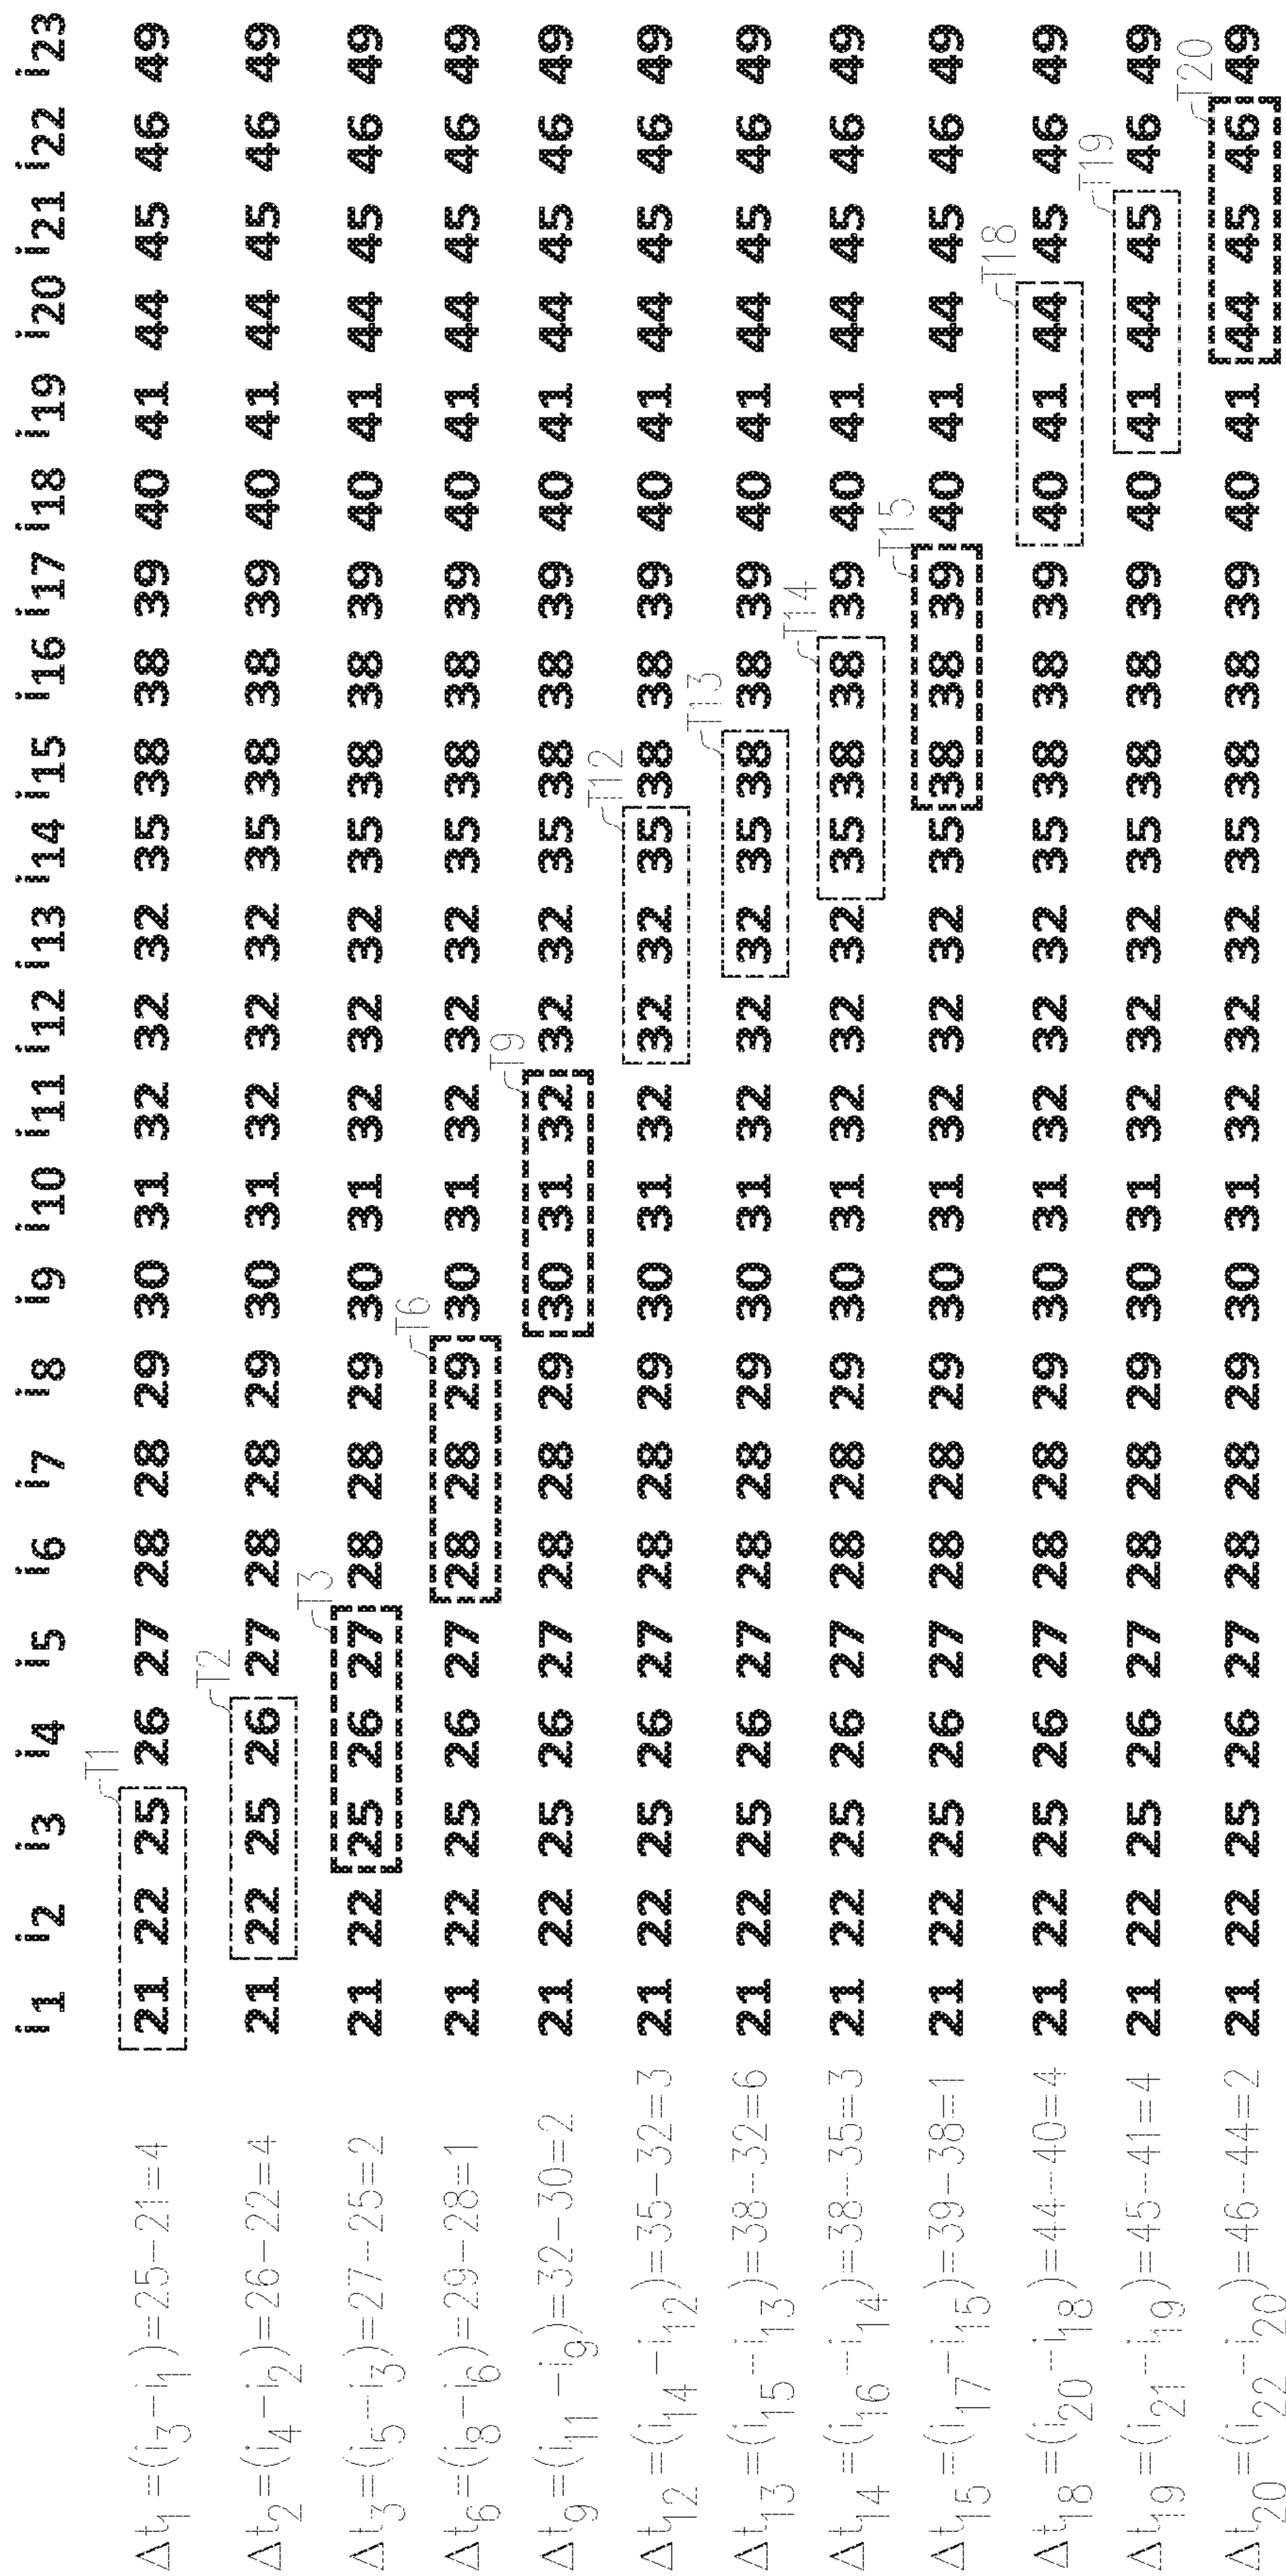 i1 i2 i3 i4 i5 i6 i7 i8 i9 i10 i11 i12 i13 i14 i15 i16 i17 i18 i19 i20 i21 i22 i23
T1
Δt1=(i3-i1)=25-21=4 21 22 25 26 27 28 28 29 30 31 32 32 32 35 38 38 39 40 41 44 45 46 49
T2
Δt2=(i4-i2)=26-22=4 21 22 25 26 27 28 28 29 30 31 32 32 32 35 38 38 39 40 41 44 45 46 49
T3
Δt3=(i5-i3)=27-25=2 21 22 25 26 27 28 28 29 30 31 32 32 32 35 38 38 39 40 41 44 45 46 49
T6
Δt6=(i8-i6)=29-28=1 21 22 25 26 27 28 28 29 30 31 32 32 32 35 38 38 39 40 41 44 45 46 49
T9
Δt9=(i11-i9)=32-30=2 21 22 25 26 27 28 28 29 30 31 32 32 32 35 38 38 39 40 41 44 45 46 49
T12
Δt12=(i14-i12)=35-32=3 21 22 25 26 27 28 28 29 30 31 32 32 32 35 38 38 39 40 41 44 45 46 49
T13
Δt13=(i15-i13)=38-32=6 21 22 25 26 27 28 28 29 30 31 32 32 32 35 38 38 39 40 41 44 45 46 49
T14
Δt14=(i16-i14)=38-35=3 21 22 25 26 27 28 28 29 30 31 32 32 32 35 38 38 39 40 41 44 45 46 49
T15
Δt15=(i17-i15)=39-38=1 21 22 25 26 27 28 28 29 30 31 32 32 32 35 38 38 39 40 41 44 45 46 49
T18
Δt18=(i20-i18)=44-40=4 21 22 25 26 27 28 28 29 30 31 32 32 32 35 38 38 39 40 41 44 45 46 49
T19
Δt19=(i21-i19)=45-41=4 21 22 25 26 27 28 28 29 30 31 32 32 32 35 38 38 39 40 41 44 45 46 49
T20
Δt20=(i22-i20)=46-44=2 21 22 25 26 27 28 28 29 30 31 32 32 32 35 38 38 39 40 41 44 45 46 49